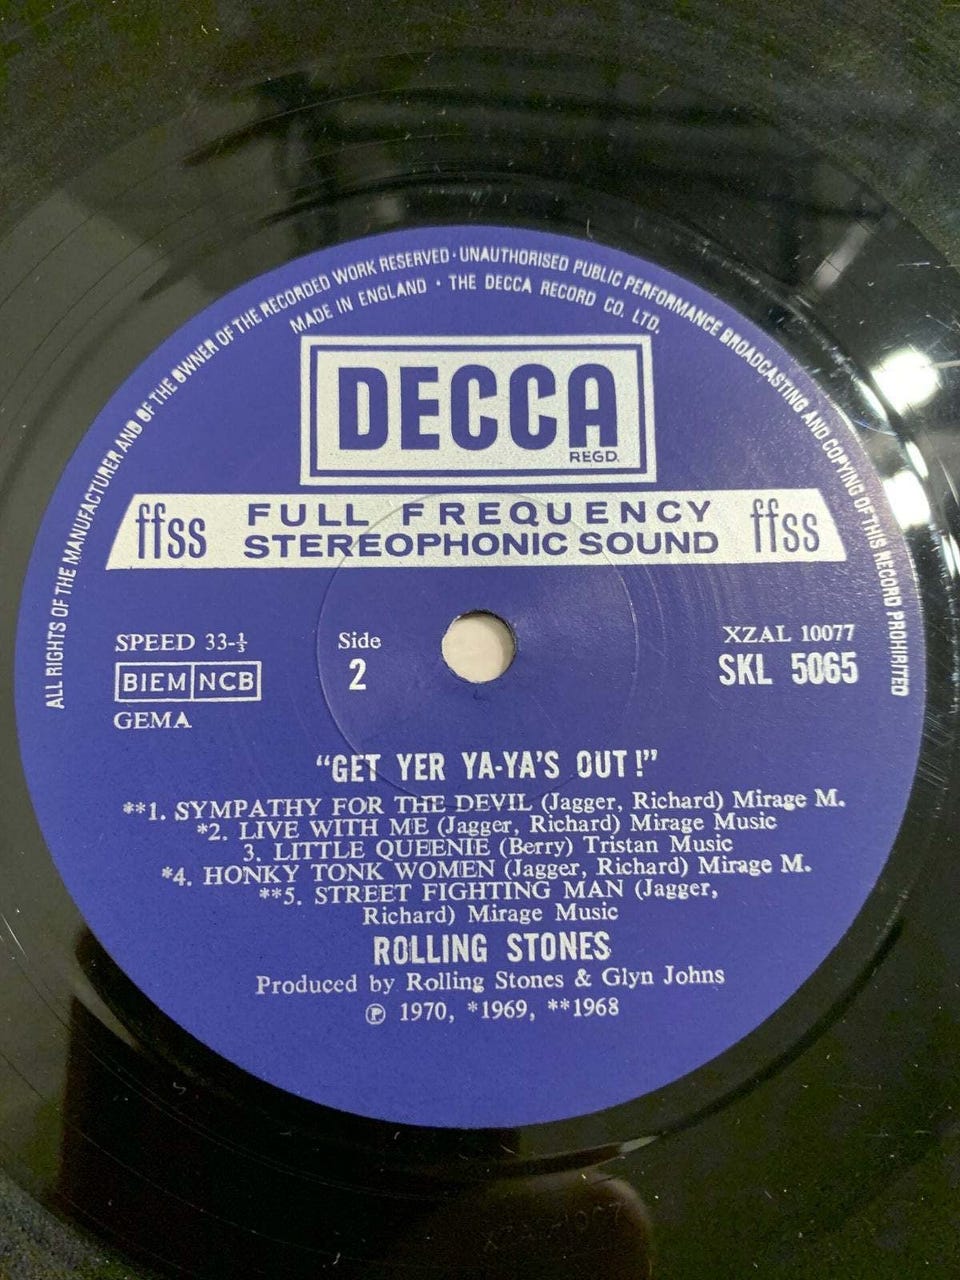 ALL RIGHTS OF THE MANUFACTURER AND OF THE OWNER OF THE RECORDED WORK RESERVED · UNAUTHORISED PUBLIC PERFORMANCE BROADCASTING AND COPYING OF THIS RECORD PROHIBITED
MADE IN ENGLAND · THE DECCA RECORD CO. LTD.
DECCA
REGD.
ffss FULL FREQUENCY ffss
STEREOPHONIC SOUND
SPEED 33-⅓ Side XZAL 10077
BIEM NCB 2 SKL 5065
GEMA
“GET YER YA-YA’S OUT!”
**1. SYMPATHY FOR THE DEVIL (Jagger, Richard) Mirage M.
*2. LIVE WITH ME (Jagger, Richard) Mirage Music
3. LITTLE QUEENIE (Berry) Tristan Music
*4. HONKY TONK WOMEN (Jagger, Richard) Mirage M.
**5. STREET FIGHTING MAN (Jagger,
Richard) Mirage Music
ROLLING STONES
Produced by Rolling Stones & Glyn Johns
Ⓟ 1970, *1969, **1968